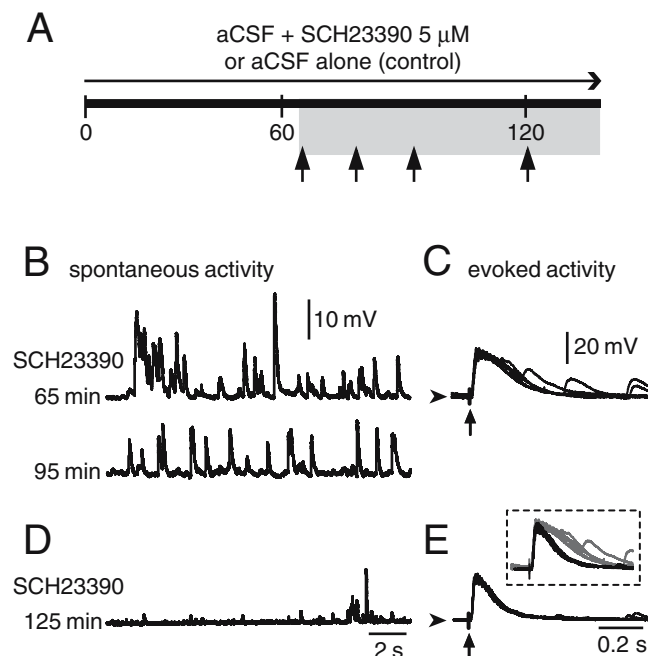 A
aCSF + SCH23390 5 μM
or aCSF alone (control)
0
60
120
B spontaneous activity
C evoked activity
10 mV
20 mV
SCH23390
65 min
95 min
D
E
SCH23390
125 min
2 s
0.2 s